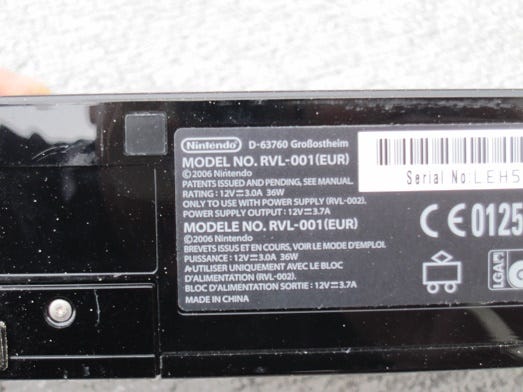 Nintendo D-63760 Großostheim
MODEL NO. RVL-001(EUR)
©2006 Nintendo
PATENTS ISSUED AND PENDING, SEE MANUAL.
RATING : 12V⎓3.0A 36W
ONLY TO USE WITH POWER SUPPLY (RVL-002).
POWER SUPPLY OUTPUT : 12V⎓3.7A
MODELE NO. RVL-001(EUR)
©2006 Nintendo
BREVETS ISSUS ET EN COURS, VOIR LE MODE D'EMPLOI.
PUISSANCE : 12V⎓3.0A 36W
A UTILISER UNIQUEMENT AVEC LE BLOC
D'ALIMENTATION (RVL-002).
BLOC D'ALIMENTATION SORTIE : 12V⎓3.7A
MADE IN CHINA
Serial No. LEH5
CE0125
LGA